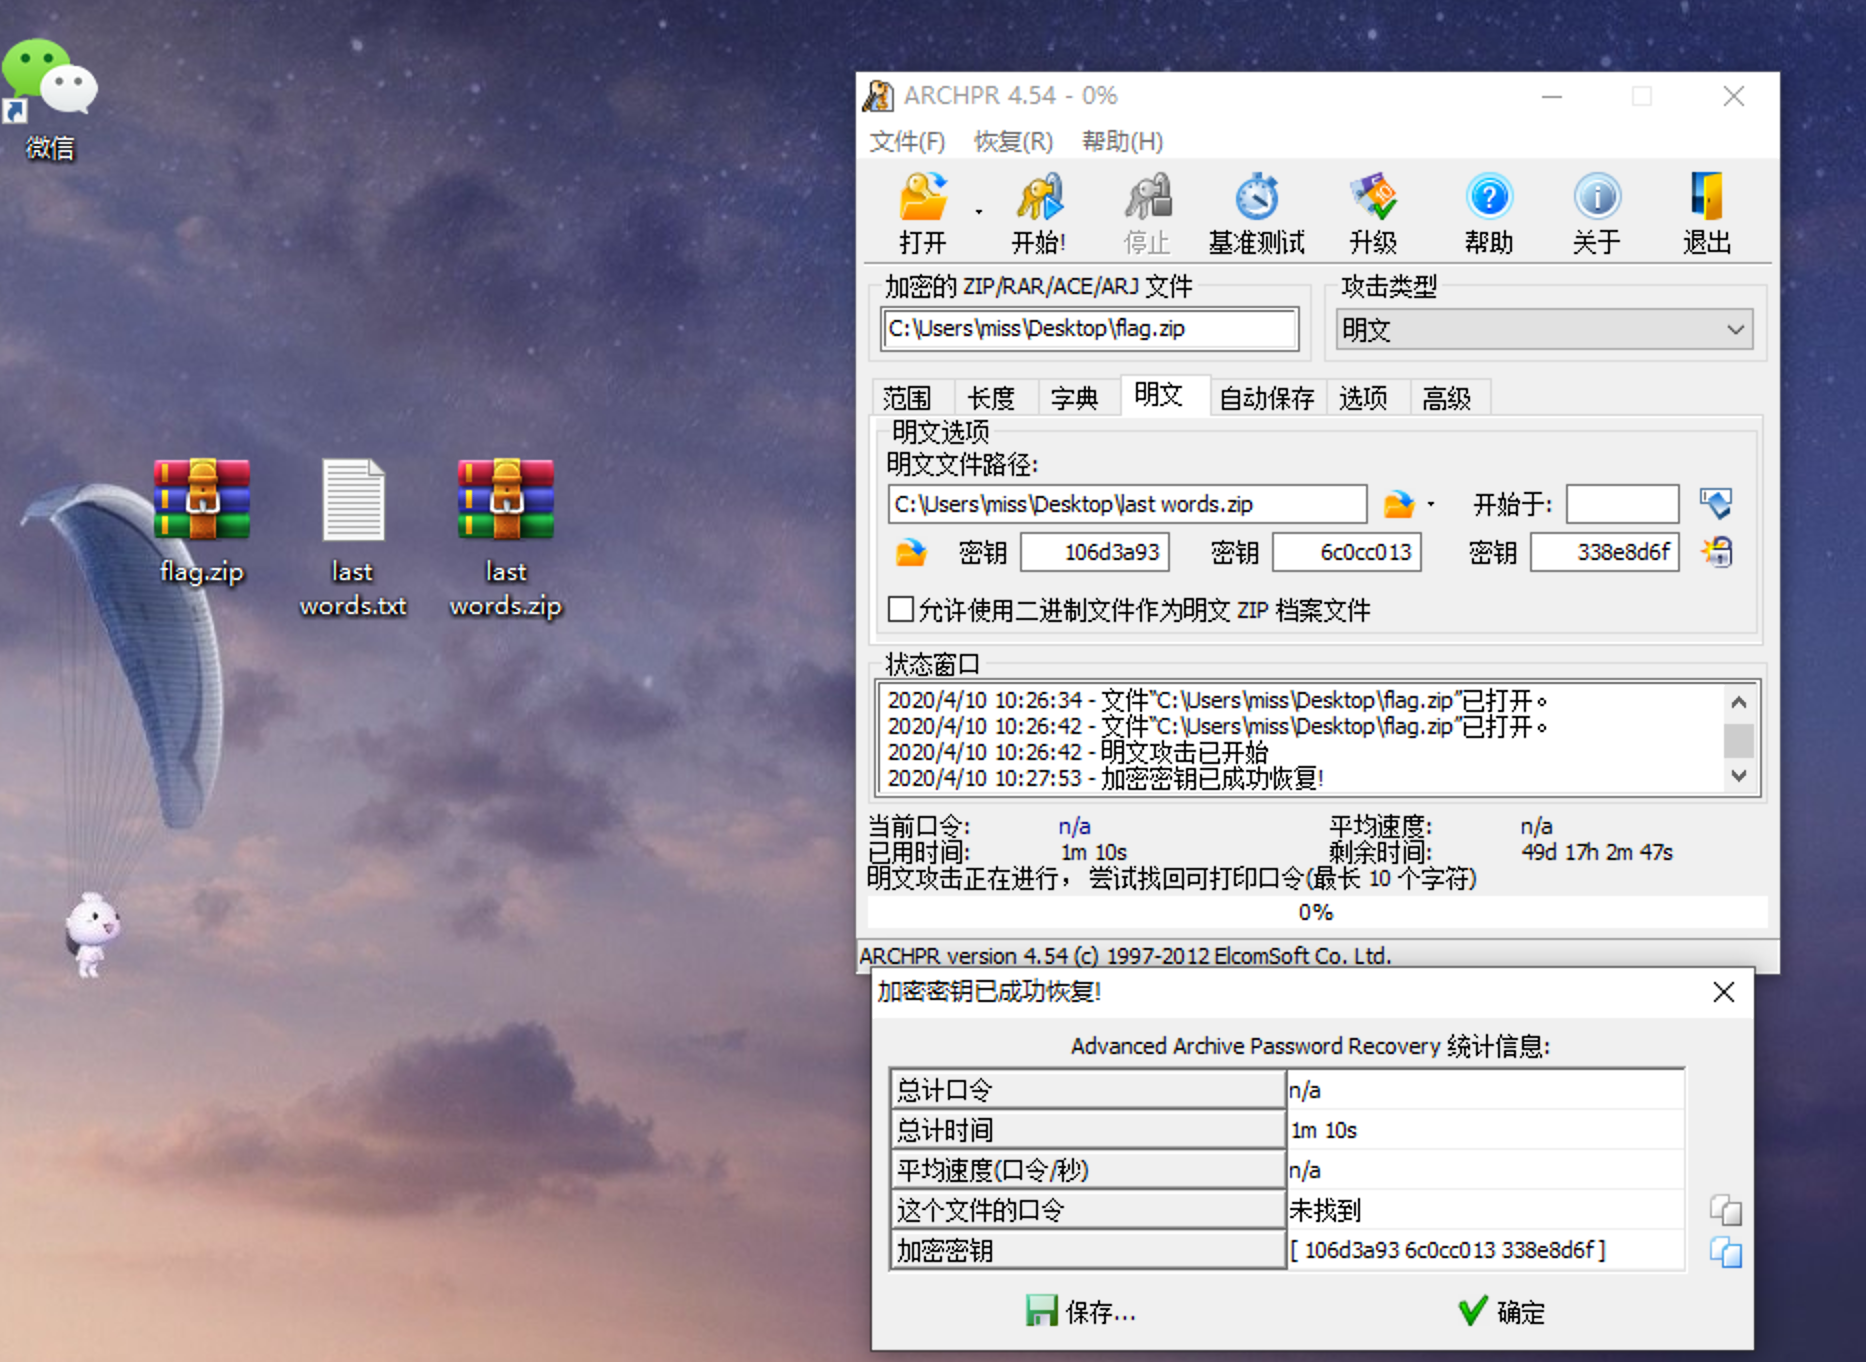 微信
flag.zip
last
words.txt
last
words.zip
ARCHPR 4.54 - 0%
文件(F) 恢复(R) 帮助(H)
打开 开始! 停止 基准测试 升级 帮助 关于 退出
加密的 ZIP/RAR/ACE/ARJ 文件 攻击类型
C:\Users\miss\Desktop\flag.zip 明文
范围 长度 字典 明文 自动保存 选项 高级
明文选项
明文文件路径:
C:\Users\miss\Desktop\last words.zip 开始于:
密钥 106d3a93 密钥 6c0cc013 密钥 338e8d6f
允许使用二进制文件作为明文 ZIP 档案文件
状态窗口
2020/4/10 10:26:34 - 文件“C:\Users\miss\Desktop\flag.zip”已打开。
2020/4/10 10:26:42 - 文件“C:\Users\miss\Desktop\flag.zip”已打开。
2020/4/10 10:26:42 - 明文攻击已开始
2020/4/10 10:27:53 - 加密密钥已成功恢复!
当前口令: n/a 平均速度: n/a
已用时间: 1m 10s 剩余时间: 49d 17h 2m 47s
明文攻击正在进行，尝试找回可打印口令(最长 10 个字符)
0%
ARCHPR version 4.54 (c) 1997-2012 ElcomSoft Co. Ltd.
加密密钥已成功恢复!
Advanced Archive Password Recovery 统计信息:
总计口令 n/a
总计时间 1m 10s
平均速度(口令/秒) n/a
这个文件的口令 未找到
加密密钥 [ 106d3a93 6c0cc013 338e8d6f ]
保存... 确定